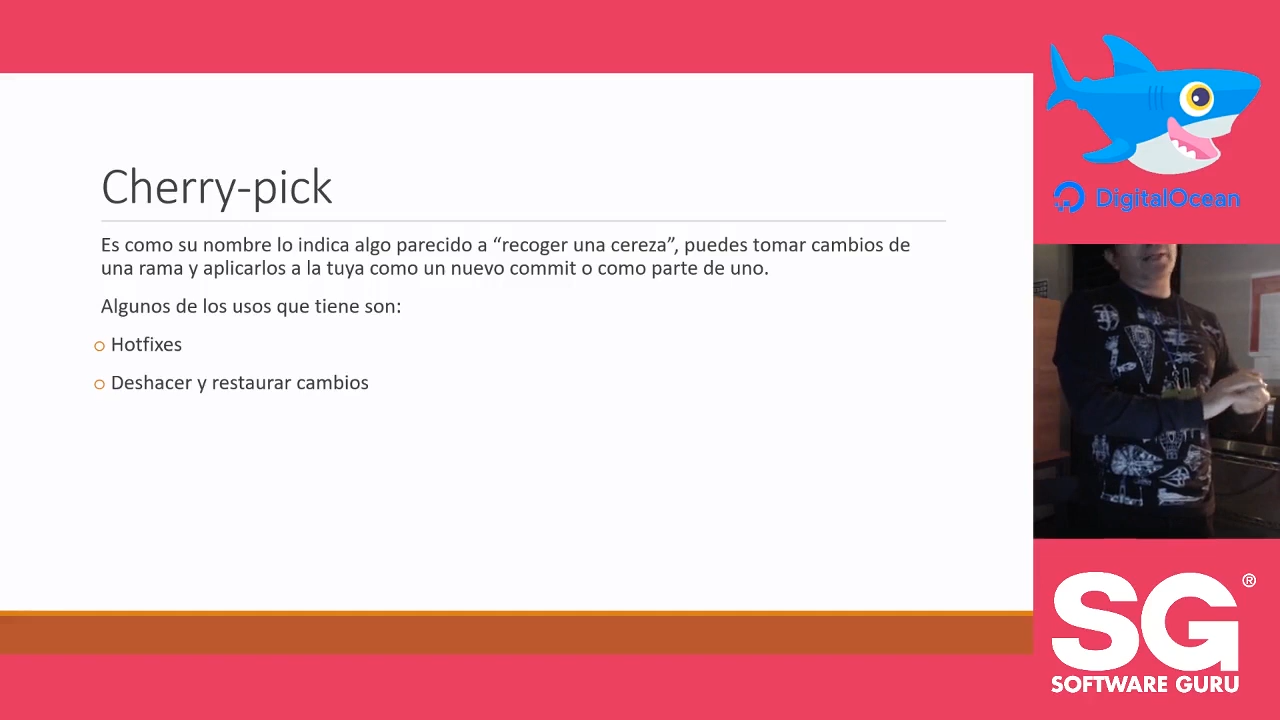 Cherry-pick
Es como su nombre lo indica algo parecido a “recoger una cereza”, puedes tomar cambios de
una rama y aplicarlos a la tuya como un nuevo commit o como parte de uno.
Algunos de los usos que tiene son:
Hotfixes
Deshacer y restaurar cambios
DigitalOcean
SG®
SOFTWARE GURU